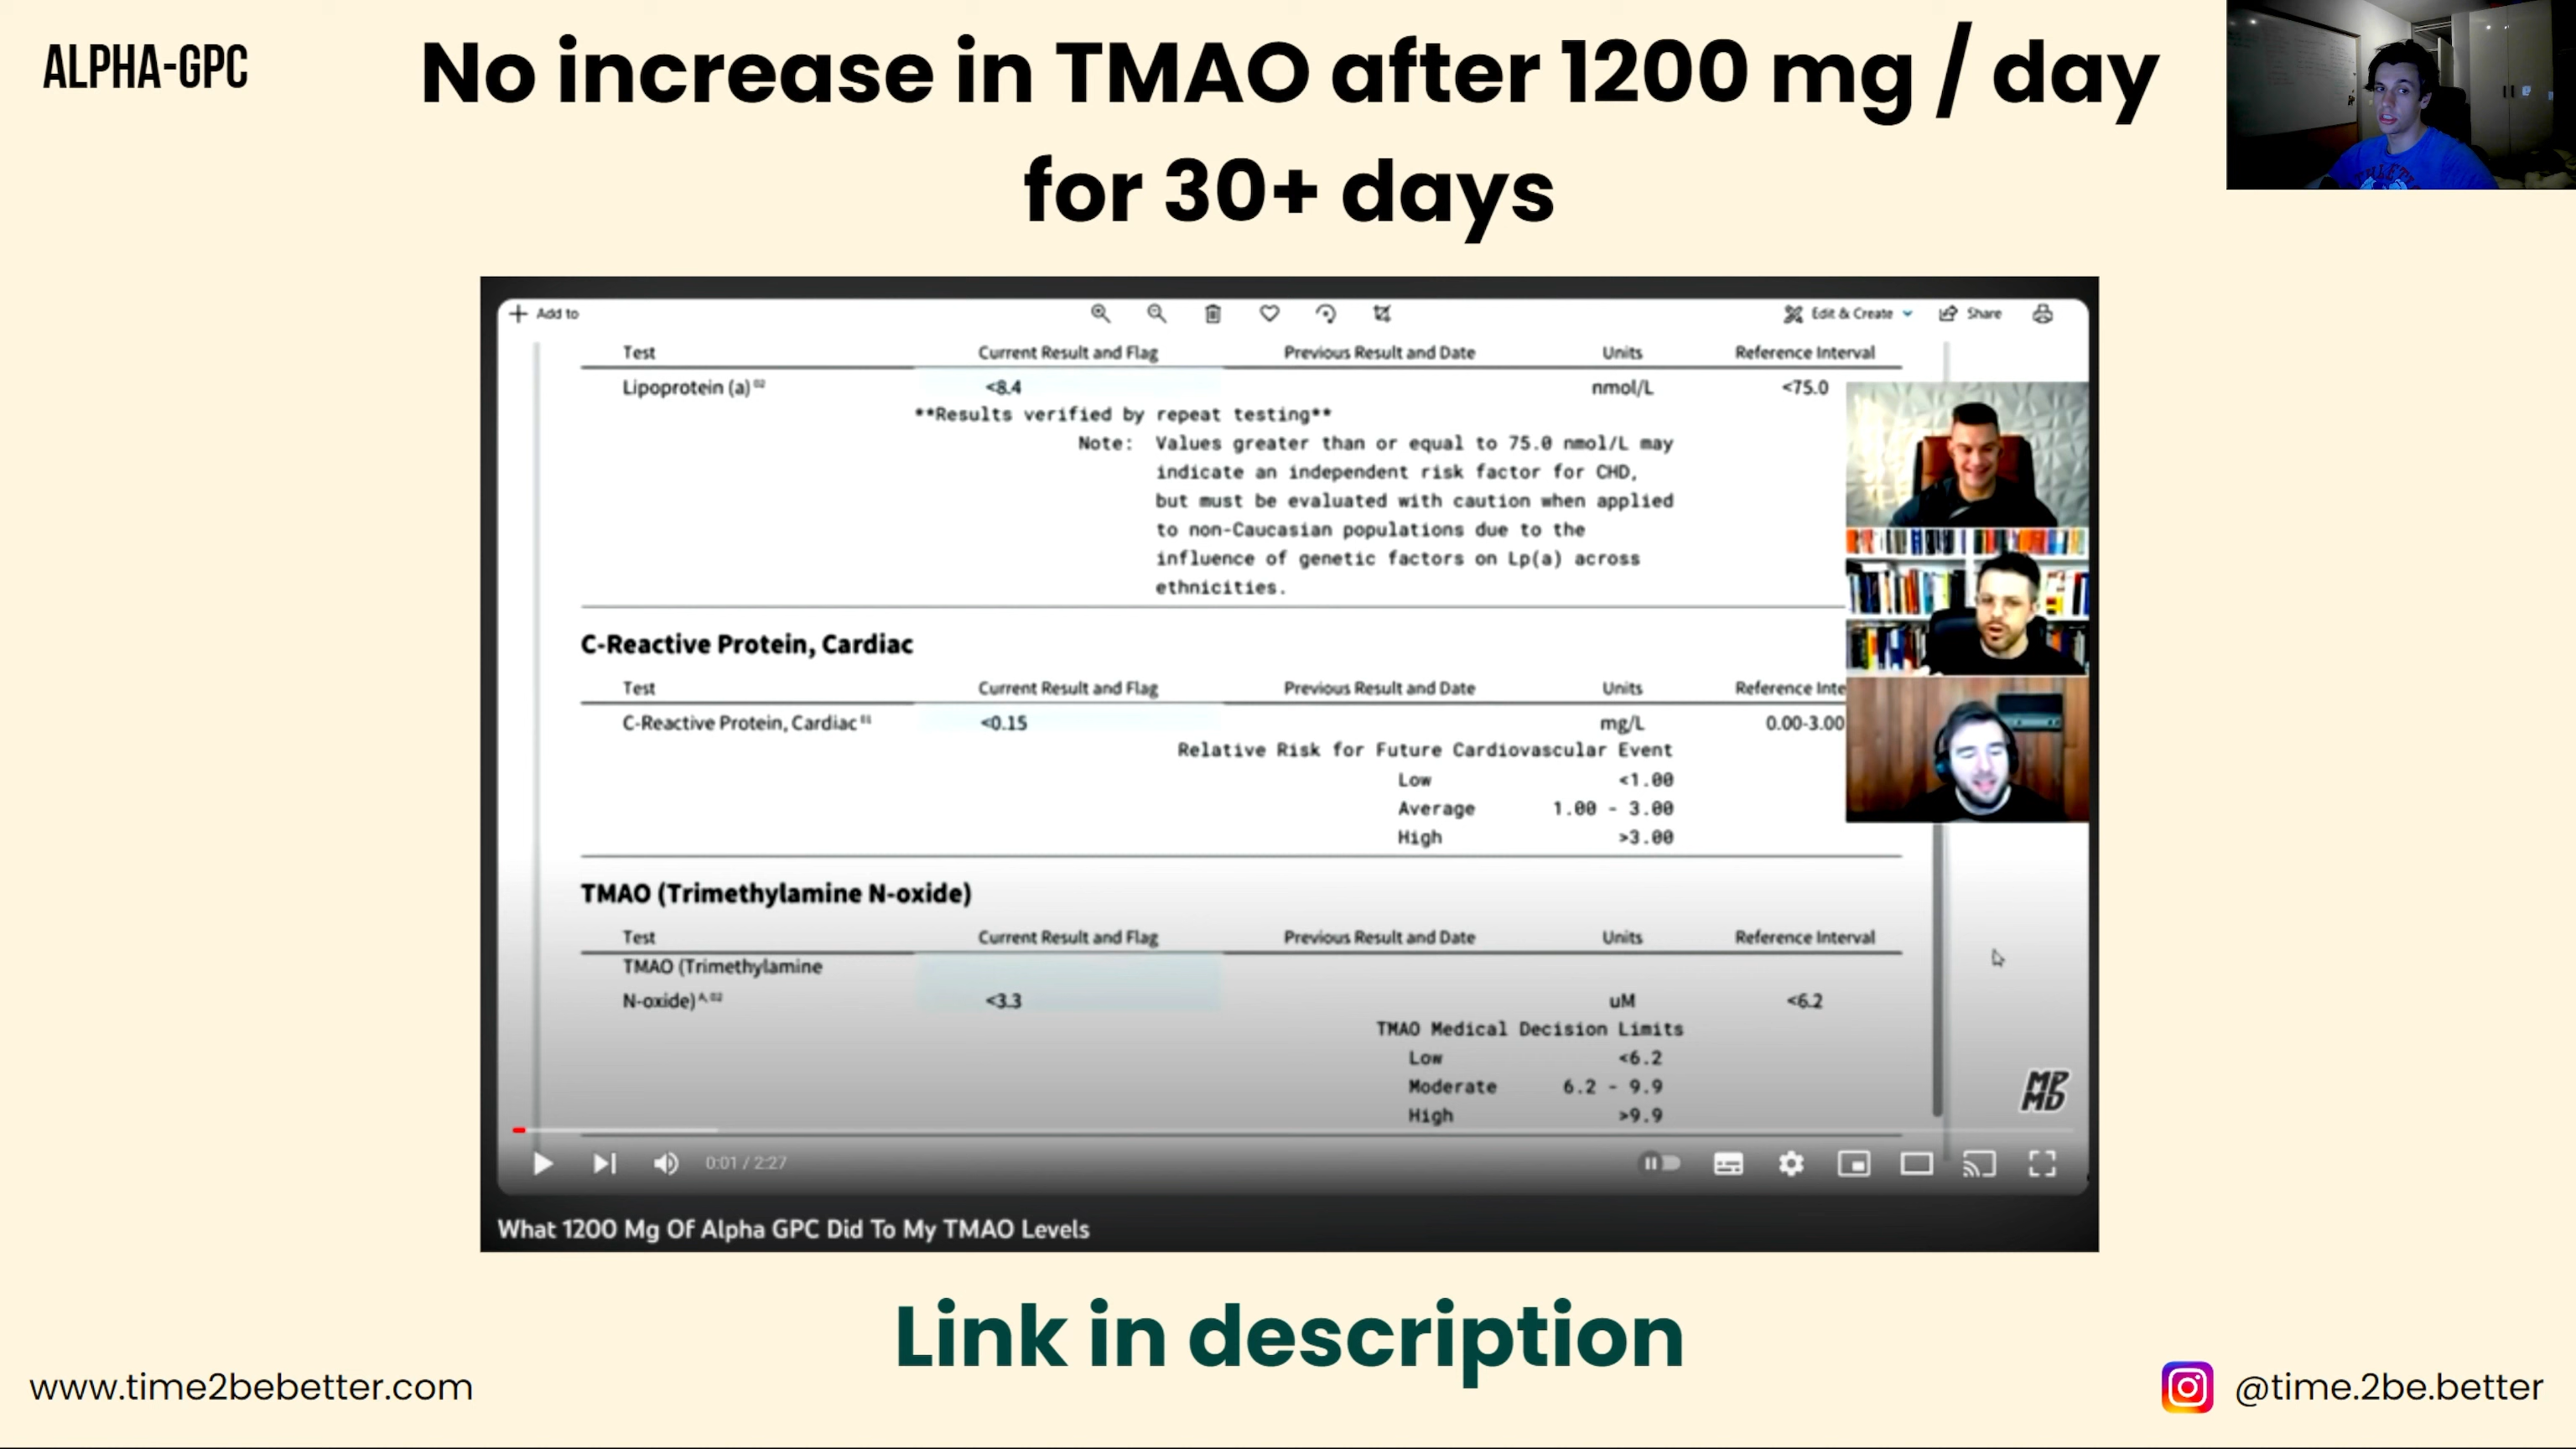 ALPHA-GPC
No increase in TMAO after 1200 mg / day
for 30+ days
Add to
Edit & Create
Share
Test Current Result and Flag Previous Result and Date Units Reference Interval
Lipoprotein (a) 02 <8.4 nmol/L <75.0
**Results verified by repeat testing**
Note: Values greater than or equal to 75.0 nmol/L may
indicate an independent risk factor for CHD,
but must be evaluated with caution when applied
to non-Caucasian populations due to the
influence of genetic factors on Lp(a) across
ethnicities.
C-Reactive Protein, Cardiac
Test Current Result and Flag Previous Result and Date Units Reference Inte
C-Reactive Protein, Cardiac 01 <0.15 mg/L 0.00-3.00
Relative Risk for Future Cardiovascular Event
Low <1.00
Average 1.00 - 3.00
High >3.00
TMAO (Trimethylamine N-oxide)
Test Current Result and Flag Previous Result and Date Units Reference Interval
TMAO (Trimethylamine
N-oxide) A, 02 <3.3 uM <6.2
TMAO Medical Decision Limits
Low <6.2
Moderate 6.2 - 9.9
High >9.9
MP
MD
0:01 / 2:27
What 1200 Mg Of Alpha GPC Did To My TMAO Levels
Link in description
www.time2bebetter.com
@time.2be.better